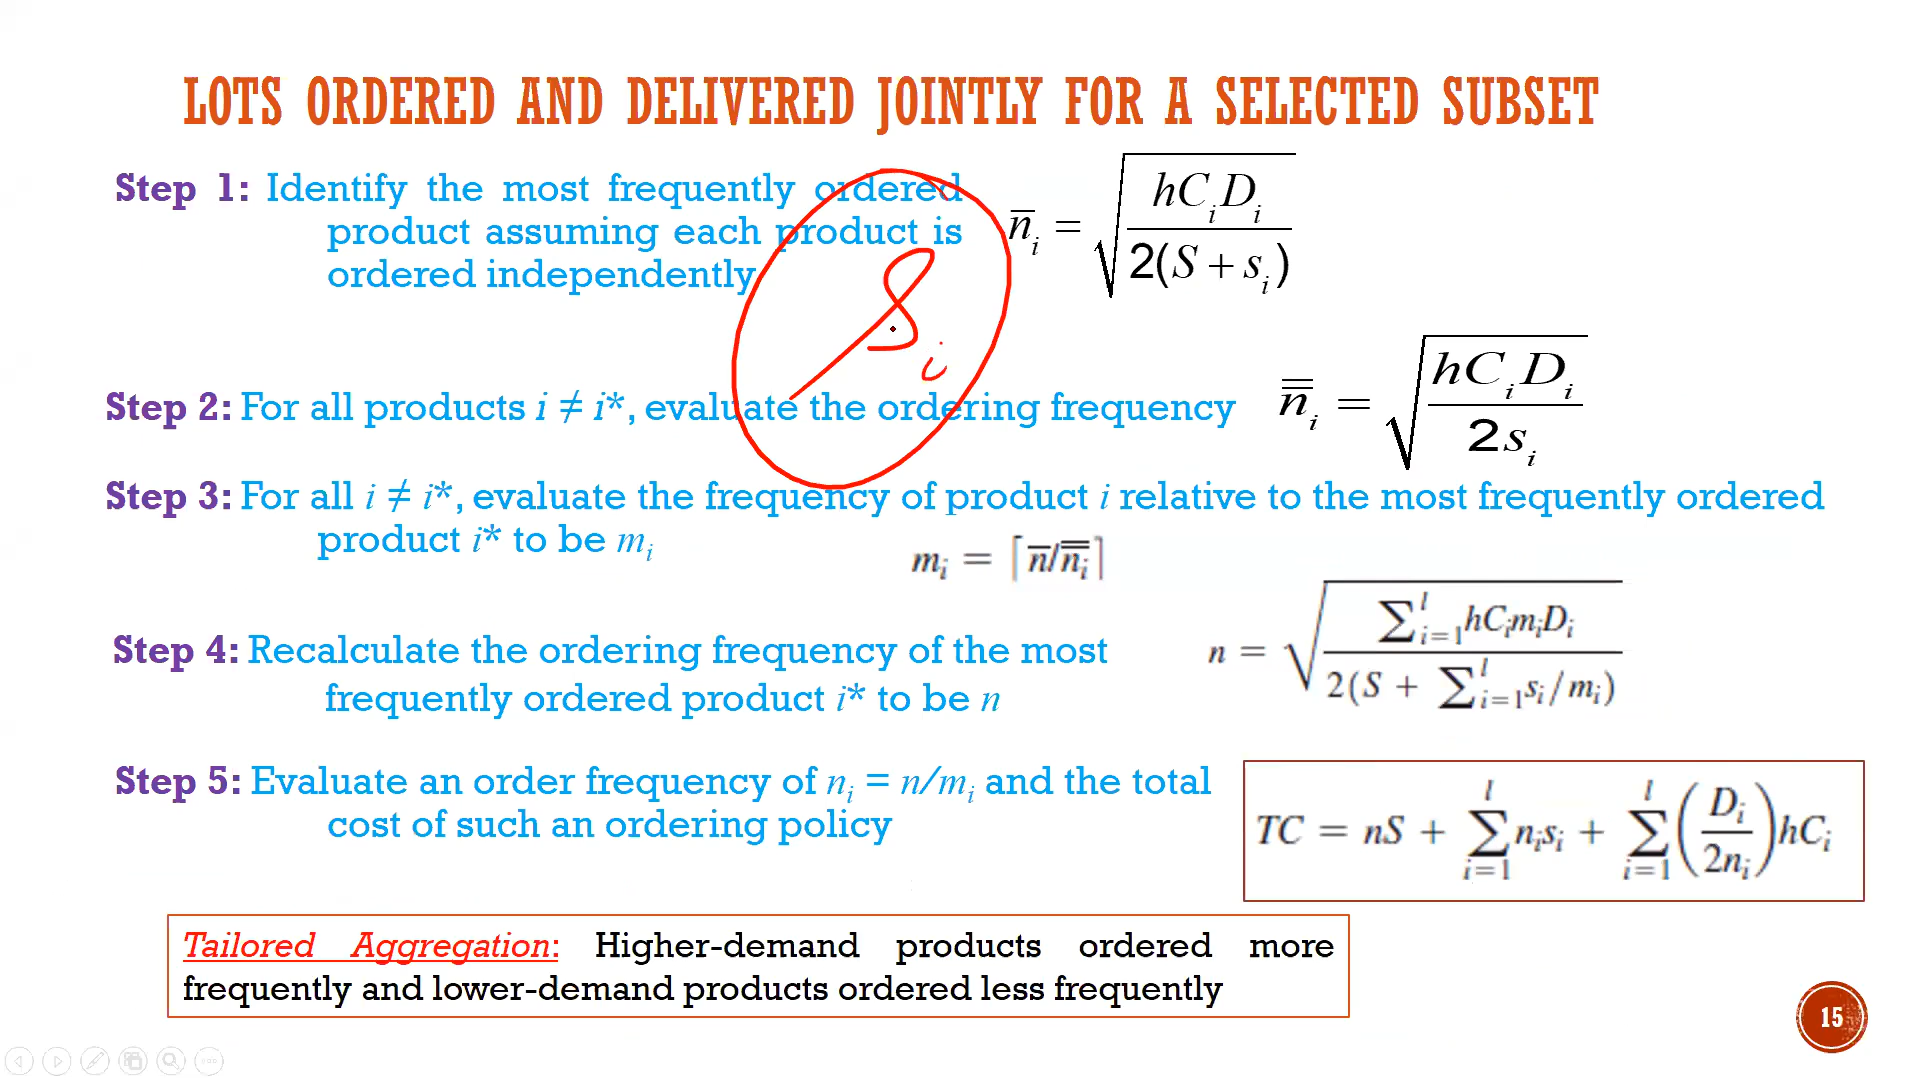 LOTS ORDERED AND DELIVERED JOINTLY FOR A SELECTED SUBSET
Step 1: Identify the most frequently ordered
product assuming each product is
ordered independently
n̅ᵢ = √(hCᵢDᵢ / 2(S + sᵢ))
sᵢ
Step 2: For all products i ≠ i*, evaluate the ordering frequency
n̿ᵢ = √(hCᵢDᵢ / 2sᵢ)
Step 3: For all i ≠ i*, evaluate the frequency of product i relative to the most frequently ordered
product i* to be mᵢ
mᵢ = ⌈n̅/n̿ᵢ⌉
Step 4: Recalculate the ordering frequency of the most
frequently ordered product i* to be n
n = √(∑ˡᵢ₌₁hCᵢmᵢDᵢ / 2(S + ∑ˡᵢ₌₁sᵢ/mᵢ))
Step 5: Evaluate an order frequency of nᵢ = n/mᵢ and the total
cost of such an ordering policy
TC = nS + ∑ˡᵢ₌₁nᵢsᵢ + ∑ˡᵢ₌₁(Dᵢ/2nᵢ)hCᵢ
Tailored Aggregation: Higher-demand products ordered more
frequently and lower-demand products ordered less frequently
15